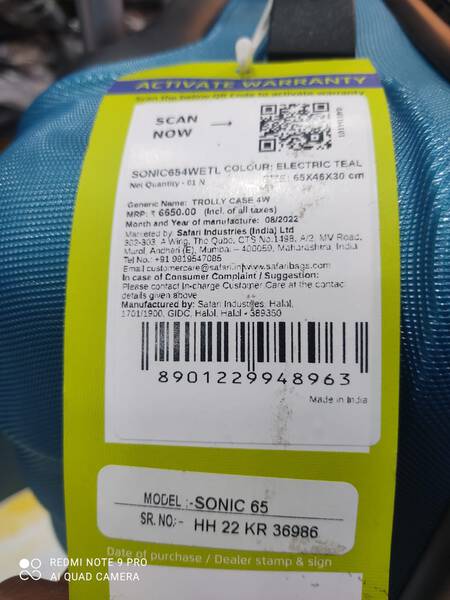 ACTIVATE WARRANTY
Scan the below QR Code to activate warranty
SCAN
NOW
SONIC654WETL COLOUR: ELECTRIC TEAL
Net Quantity - 01 N
SIZE: 65X46X30 cm
Generic Name: TROLLY CASE 4W
MRP: ₹ 6650.00 (Incl. of all taxes)
Month and Year of manufacture: 08/2022
Marketed by: Safari Industries (India) Ltd
302-303, A Wing, The Qube, CTS No.1498, A/2, MV Road,
Marol, Andheri (E), Mumbai – 400059, Maharashtra, India
Tel No.: +91 9819547085
Email customercare@safari.in
www.safaribags.com
In case of Consumer Complaint / Suggestion:
Please contact In-charge Customer Care at the contact
details given above
Manufactured by: Safari Industries, Halol,
1701/1900, GIDC, Halol, Halol - 389350
8901229948963
Made in India
MODEL :- SONIC 65
SR. NO:- HH 22 KR 36986
Date of purchase / Dealer stamp & sign
REDMI NOTE 9 PRO
AI QUAD CAMERA